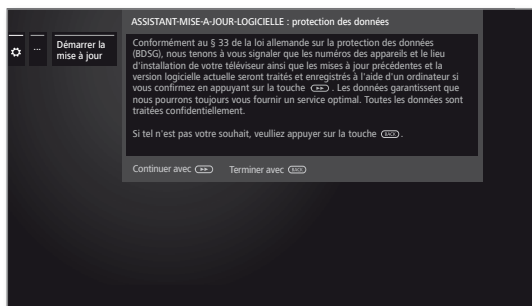 ASSISTANT-MISE-A-JOUR-LOGICIELLE : protection des données
...
Démarrer la
mise à jour
Conformément au § 33 de la loi allemande sur la protection des données
(BDSG), nous tenons à vous signaler que les numéros des appareils et le lieu
d'installation de votre téléviseur ainsi que les mises à jour précédentes et la
version logicielle actuelle seront traités et enregistrés à l'aide d'un ordinateur si
vous confirmez en appuyant sur la touche . Les données garantissent que
nous pourrons toujours vous fournir un service optimal. Toutes les données sont
traitées confidentiellement.
Si tel n'est pas votre souhait, veulliez appuyer sur la touche BACK.
Continuer avec Terminer avec BACK